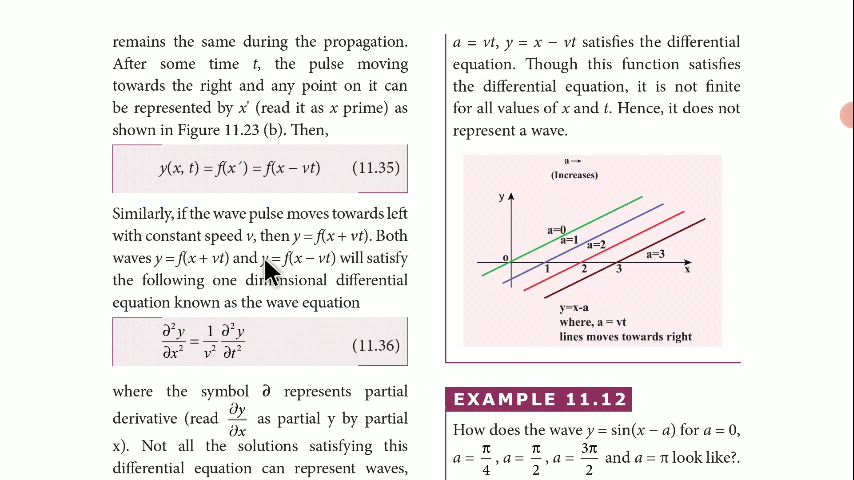 remains the same during the propagation.
After some time t, the pulse moving
towards the right and any point on it can
be represented by x' (read it as x prime) as
shown in Figure 11.23 (b). Then,
y(x, t) = f(x´) = f(x − vt) (11.35)
Similarly, if the wave pulse moves towards left
with constant speed v, then y = f(x + vt). Both
waves y = f(x + vt) and y = f(x − vt) will satisfy
the following one dimensional differential
equation known as the wave equation
∂²y/∂x² = 1/v² ∂²y/∂t² (11.36)
where the symbol ∂ represents partial
derivative (read ∂y/∂x as partial y by partial
x). Not all the solutions satisfying this
differential equation can represent waves,
a = vt, y = x − vt satisfies the differential
equation. Though this function satisfies
the differential equation, it is not finite
for all values of x and t. Hence, it does not
represent a wave.
a→
(Increases)
y
a=0
a=1
a=2
a=3
o
1
2
3
x
y=x-a
where, a = vt
lines moves towards right
EXAMPLE 11.12
How does the wave y = sin(x − a) for a = 0,
a = π/4, a = π/2, a = 3π/2 and a = π look like?.